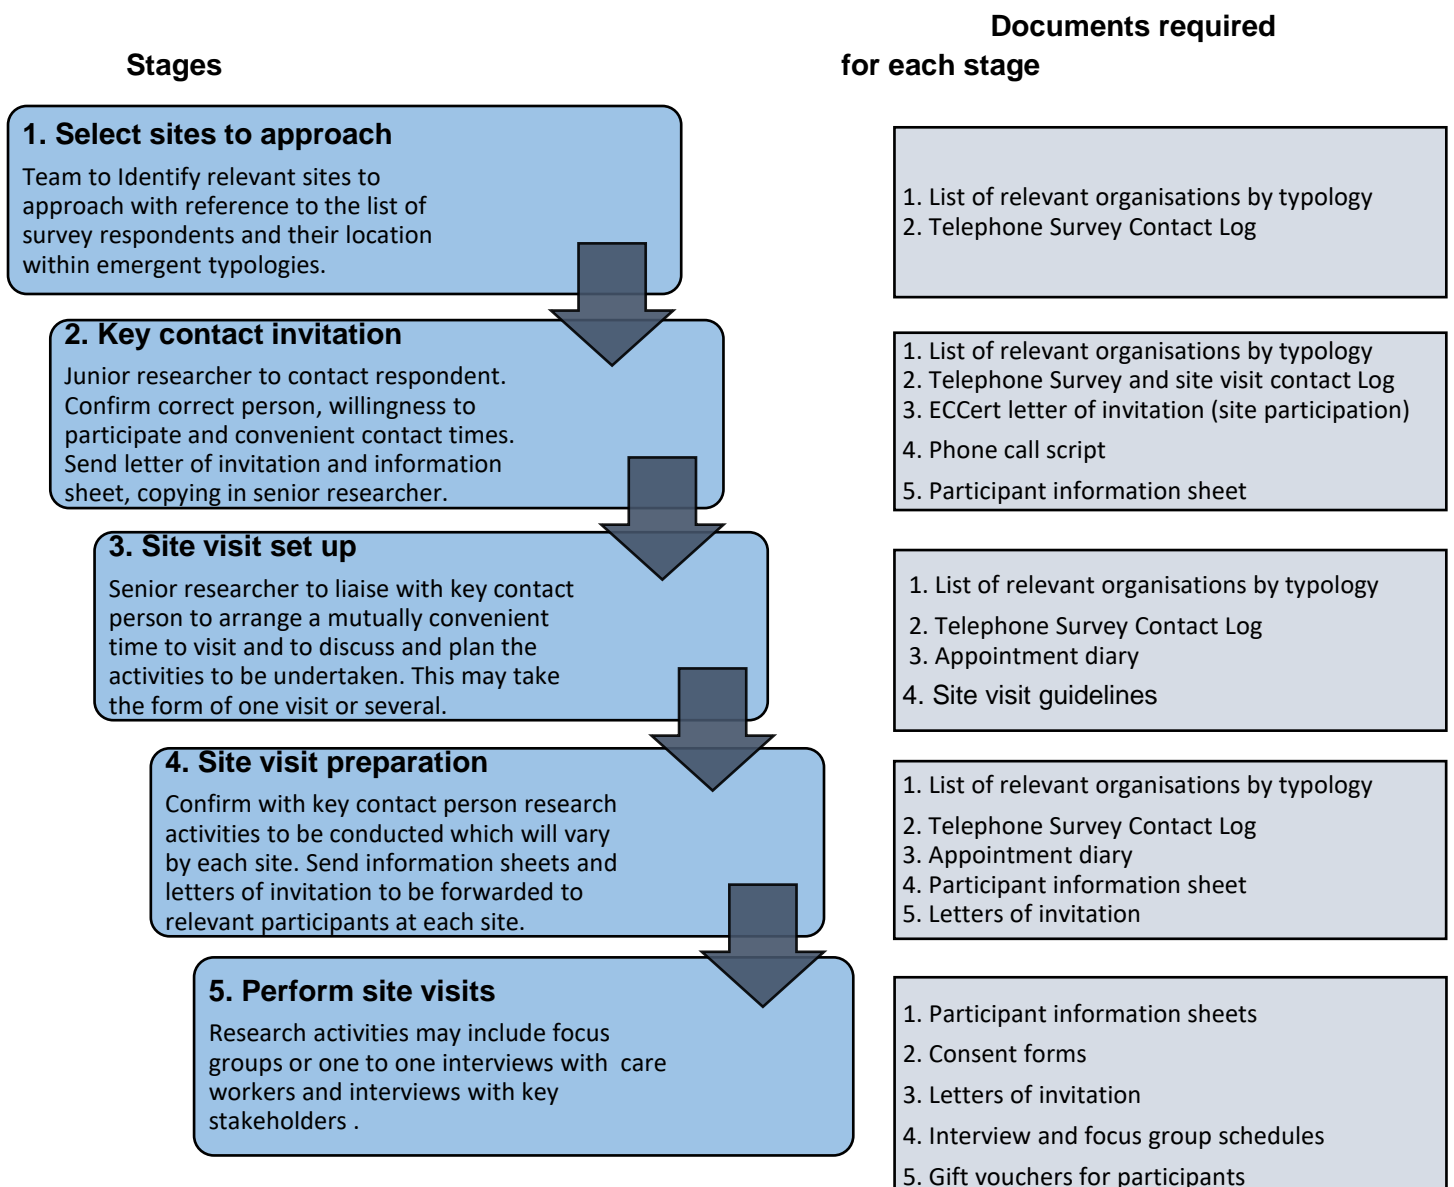 Documents required
Stages for each stage
1. Select sites to approach
Team to Identify relevant sites to
approach with reference to the list of
survey respondents and their location
within emergent typologies.
1. List of relevant organisations by typology
2. Telephone Survey Contact Log
2. Key contact invitation
Junior researcher to contact respondent.
Confirm correct person, willingness to
participate and convenient contact times.
Send letter of invitation and information
sheet, copying in senior researcher.
1. List of relevant organisations by typology
2. Telephone Survey and site visit contact Log
3. ECCert letter of invitation (site participation)
4. Phone call script
5. Participant information sheet
3. Site visit set up
Senior researcher to liaise with key contact
person to arrange a mutually convenient
time to visit and to discuss and plan the
activities to be undertaken. This may take
the form of one visit or several.
1. List of relevant organisations by typology
2. Telephone Survey Contact Log
3. Appointment diary
4. Site visit guidelines
4. Site visit preparation
Confirm with key contact person research
activities to be conducted which will vary
by each site. Send information sheets and
letters of invitation to be forwarded to
relevant participants at each site.
1. List of relevant organisations by typology
2. Telephone Survey Contact Log
3. Appointment diary
4. Participant information sheet
5. Letters of invitation
5. Perform site visits
Research activities may include focus
groups or one to one interviews with care
workers and interviews with key
stakeholders .
1. Participant information sheets
2. Consent forms
3. Letters of invitation
4. Interview and focus group schedules
5. Gift vouchers for participants